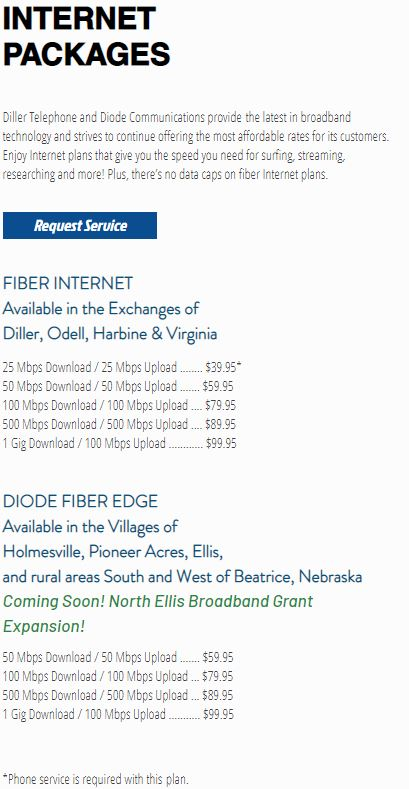 INTERNET
PACKAGES
Diller Telephone and Diode Communications provide the latest in broadband
technology and strives to continue offering the most affordable rates for its customers.
Enjoy Internet plans that give you the speed you need for surfing, streaming,
researching and more! Plus, there's no data caps on fiber Internet plans.
Request Service
FIBER INTERNET
Available in the Exchanges of
Diller, Odell, Harbine & Virginia
25 Mbps Download / 25 Mbps Upload ........ $39.95*
50 Mbps Download / 50 Mbps Upload ....... $59.95
100 Mbps Download / 100 Mbps Upload .... $79.95
500 Mbps Download / 500 Mbps Upload .... $89.95
1 Gig Download / 100 Mbps Upload ............ $99.95
DIODE FIBER EDGE
Available in the Villages of
Holmesville, Pioneer Acres, Ellis,
and rural areas South and West of Beatrice, Nebraska
Coming Soon! North Ellis Broadband Grant
Expansion!
50 Mbps Download / 50 Mbps Upload ....... $59.95
100 Mbps Download / 100 Mbps Upload ... $79.95
500 Mbps Download / 500 Mbps Upload ... $89.95
1 Gig Download / 100 Mbps Upload ........... $99.95
*Phone service is required with this plan.